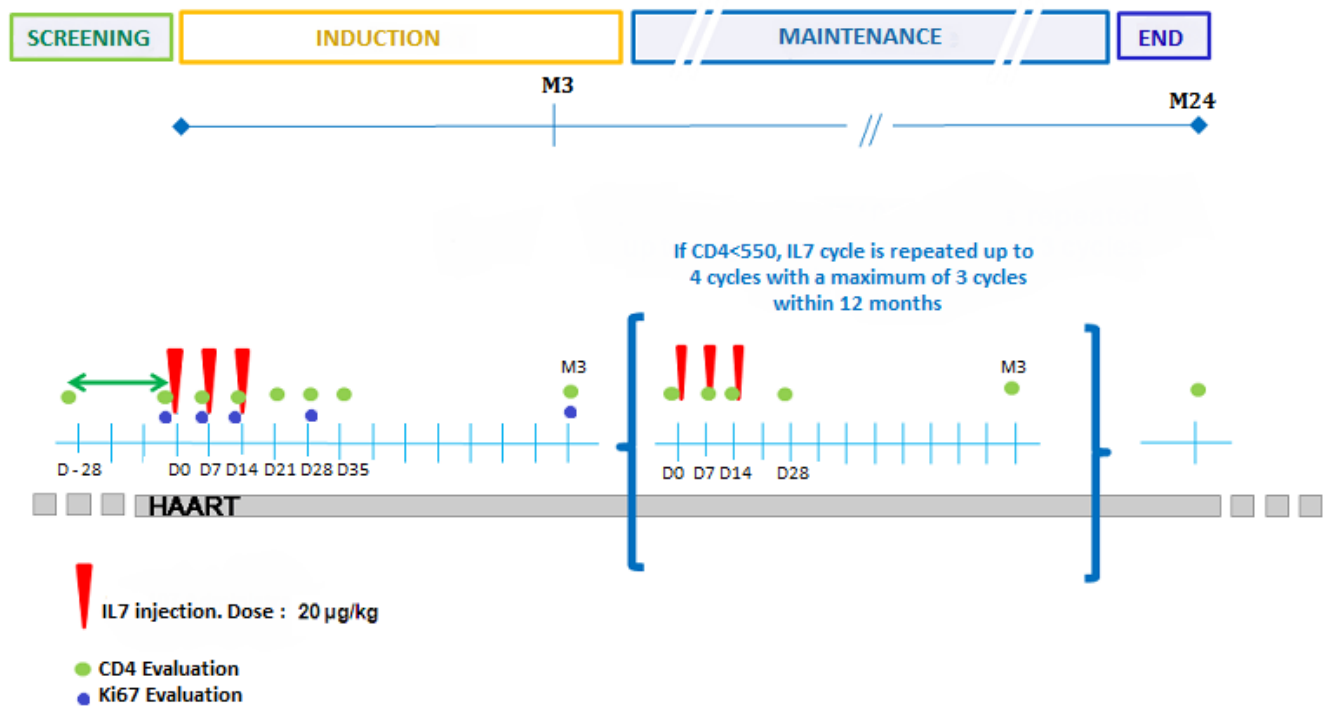 SCREENING
INDUCTION
MAINTENANCE
END
M3
M24
If CD4<550, IL7 cycle is repeated up to
4 cycles with a maximum of 3 cycles
within 12 months
M3
M3
D - 28
D0
D7
D14
D21
D28
D35
D0
D7
D14
D28
HAART
IL7 injection. Dose : 20 µg/kg
CD4 Evaluation
Ki67 Evaluation